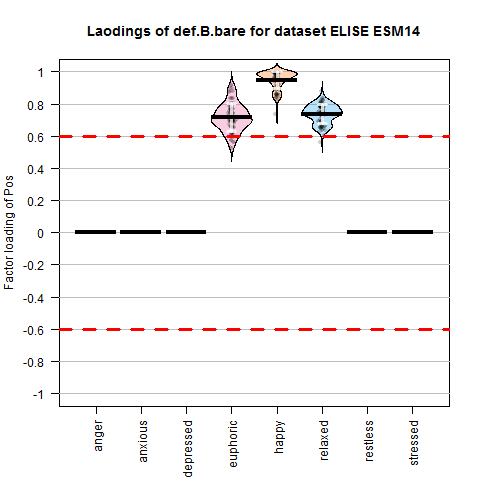 Laodings of def.B.bare for dataset ELISE ESM14
Factor loading of Pos
1
0.8
0.6
0.4
0.2
0
-0.2
-0.4
-0.6
-0.8
-1
anger
anxious
depressed
euphoric
happy
relaxed
restless
stressed